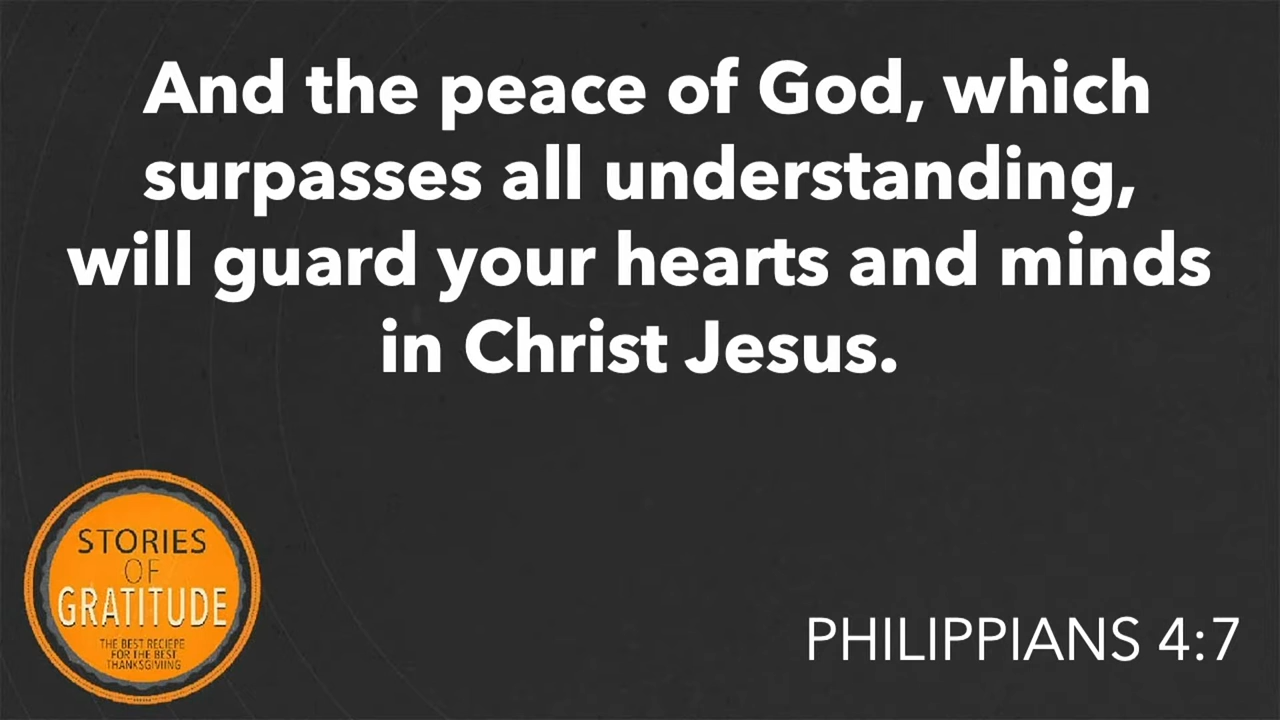 And the peace of God, which
surpasses all understanding,
will guard your hearts and minds
in Christ Jesus.
STORIES
OF
GRATITUDE
THE BEST RECIEPE
FOR THE BEST
THANKSGIVIING
PHILIPPIANS 4:7